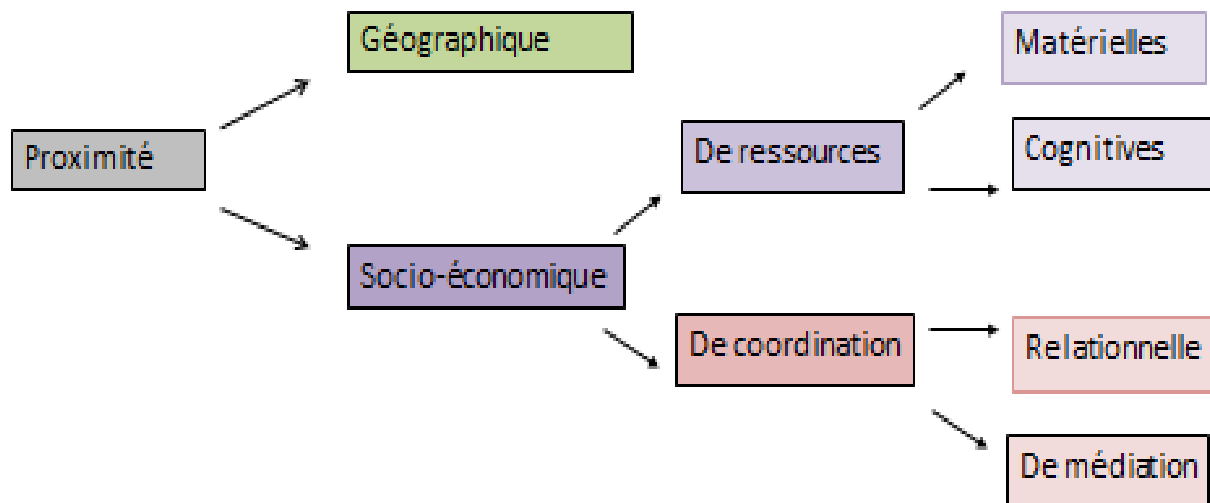 Géographique
Matérielles
Proximité
De ressources
Cognitives
Socio-économique
De coordination
Relationnelle
De médiation